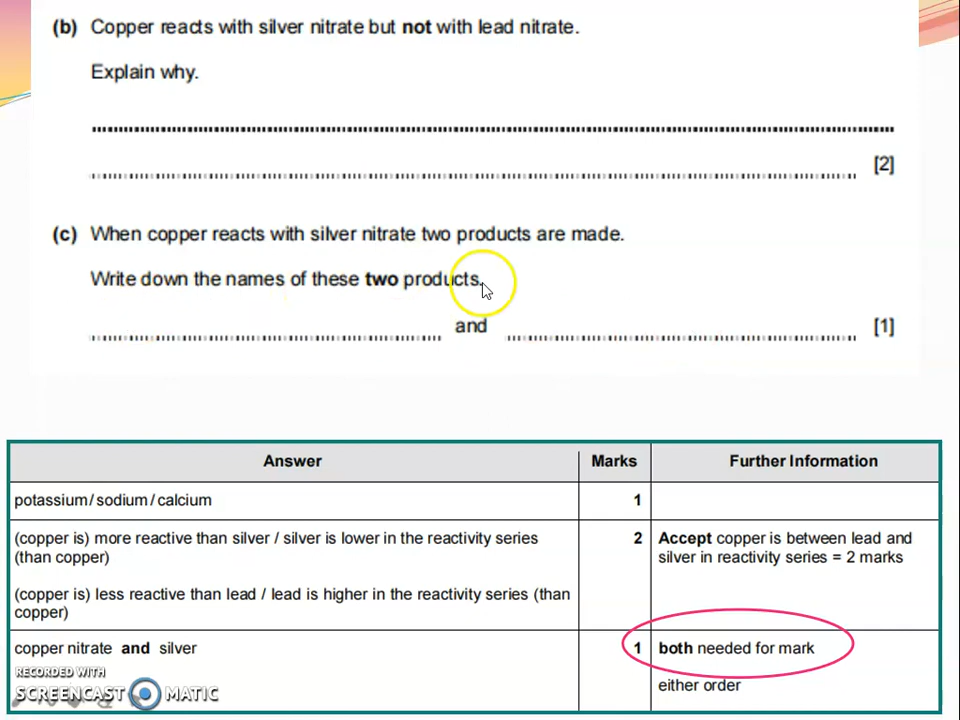 (b) Copper reacts with silver nitrate but not with lead nitrate.
Explain why.
[2]
(c) When copper reacts with silver nitrate two products are made.
Write down the names of these two products.
and [1]
Answer Marks Further Information
potassium / sodium / calcium 1
(copper is) more reactive than silver / silver is lower in the reactivity series (than copper) 2 Accept copper is between lead and silver in reactivity series = 2 marks
(copper is) less reactive than lead / lead is higher in the reactivity series (than copper)
copper nitrate and silver 1 both needed for mark
either order
RECORDED WITH
SCREENCAST MATIC